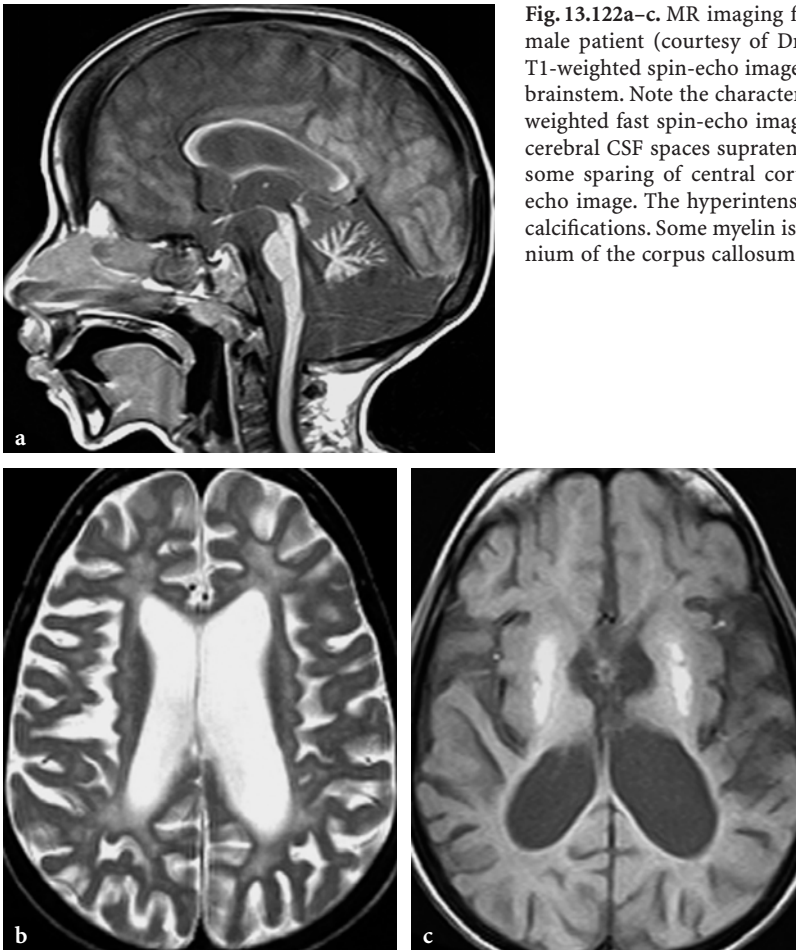 Fig. 13.122a–c. MR imaging f
male patient (courtesy of Dr
T1-weighted spin-echo image
brainstem. Note the character
weighted fast spin-echo imag
cerebral CSF spaces supraten
some sparing of central cor
echo image. The hyperintens
calcifications. Some myelin is
nium of the corpus callosum
a
b
c